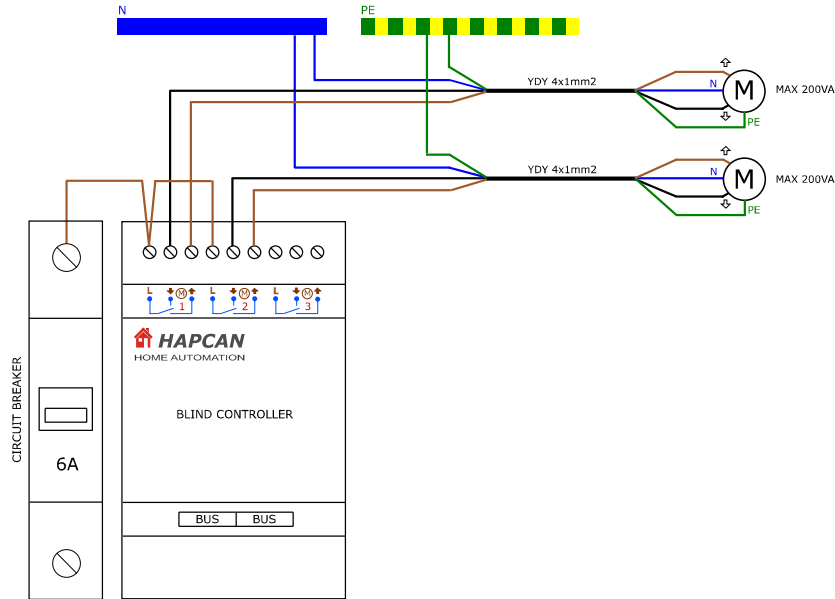 N
PE
YDY 4x1mm2
N
M
MAX 200VA
PE
YDY 4x1mm2
N
M
MAX 200VA
PE
L M L M L M
1 2 3
HAPCAN
HOME AUTOMATION
CIRCUIT BREAKER
BLIND CONTROLLER
6A
BUS BUS